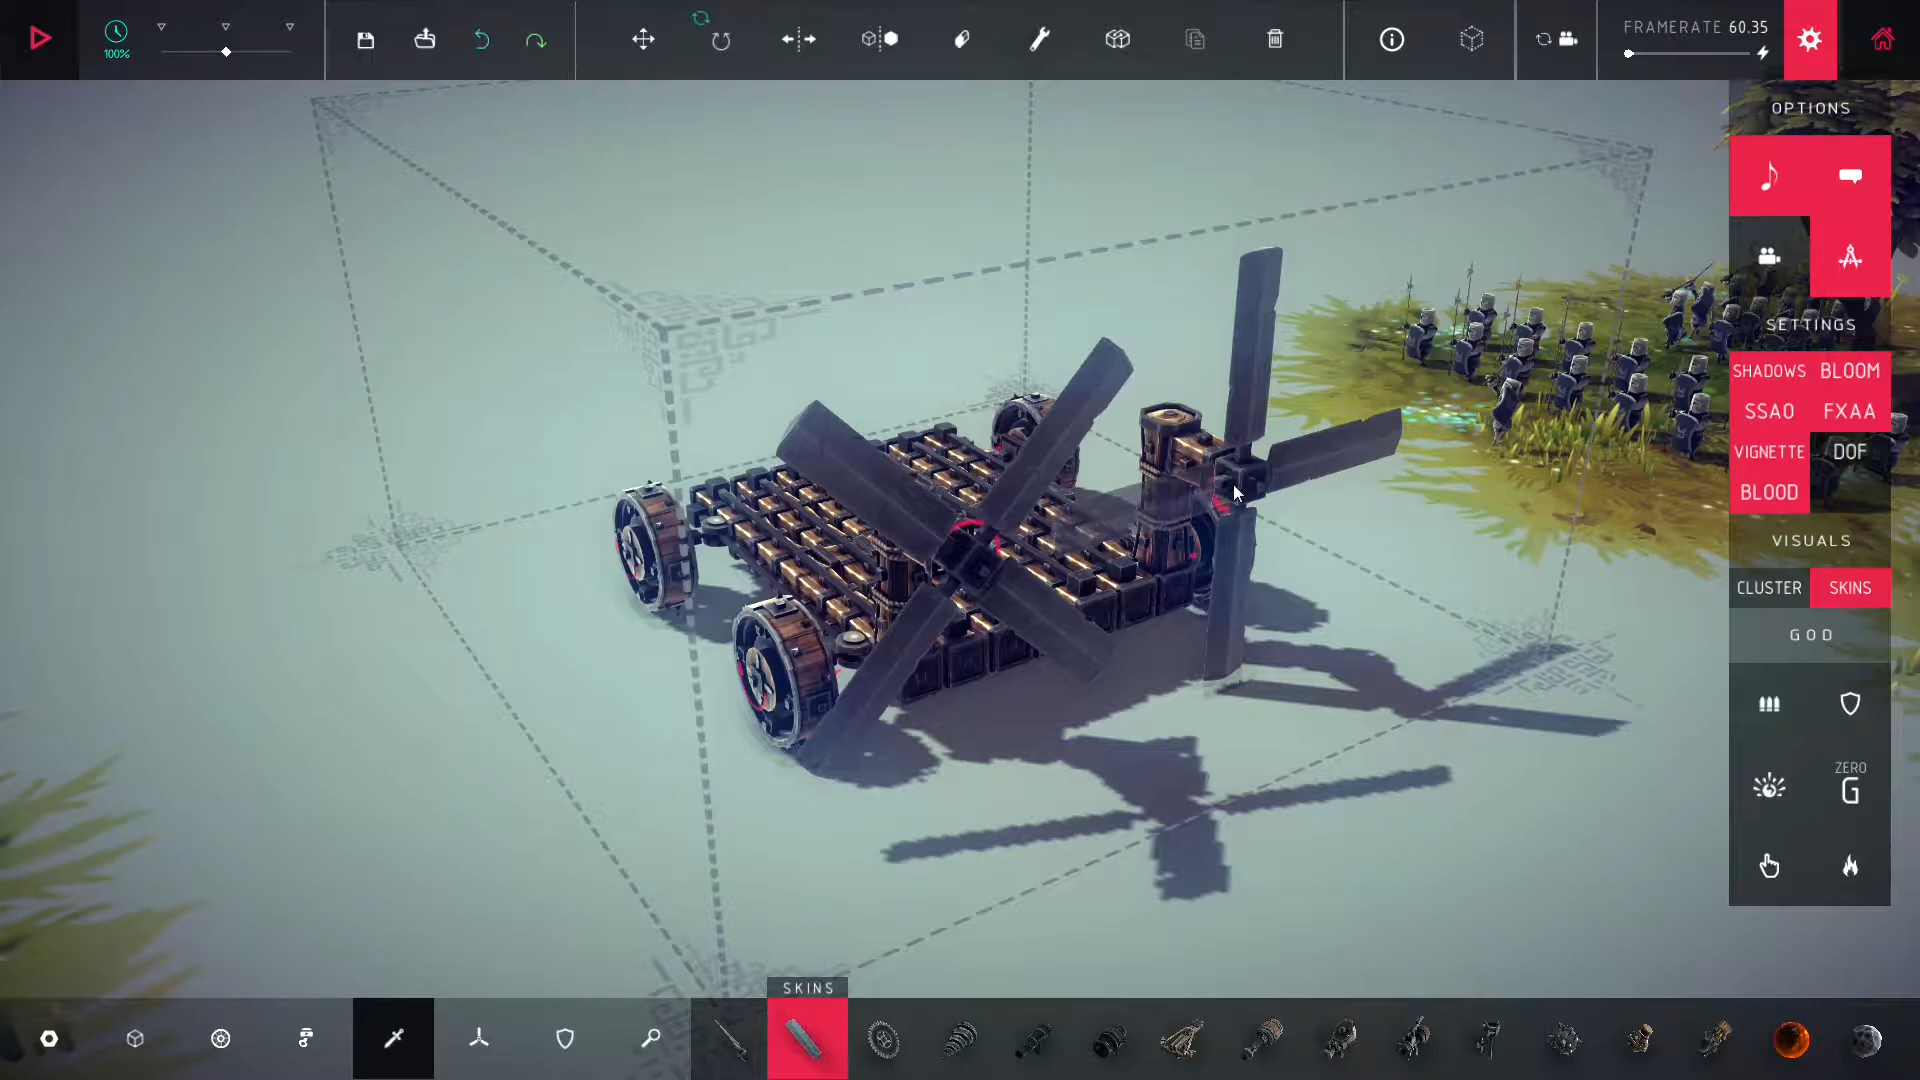 100%
FRAMERATE 60.35
OPTIONS
SETTINGS
SHADOWS BLOOM
SSAO FXAA
VIGNETTE DOF
BLOOD
VISUALS
CLUSTER SKINS
GOD
ZERO
G
SKINS